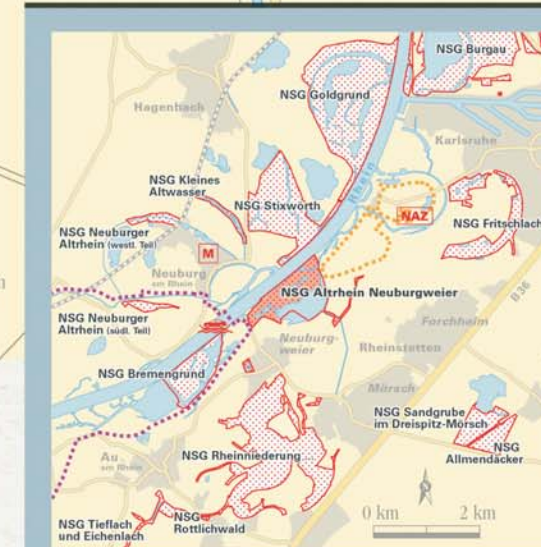 NSG Burgau
NSG Goldgrund
Hagenbach
Karlsruhe
NSG Kleines
Altwasser
Rhein
NSG Stixwörth
NAZ
NSG Fritschlach
NSG Neuburger
Altrhein (westl. Teil)
M
Neuburg
am Rhein
NSG Altrhein Neuburgweier
B36
NSG Neuburger
Altrhein (südl. Teil)
Forchheim
Neuburg-
weier
Rheinstetten
NSG Bremengrund
Mörsch
NSG Sandgrube
im Dreispitz-Mörsch
NSG
Allmendäcker
Au
am Rhein
NSG Rheinniederung
0 km 2 km
NSG Tieflach
und Eichenlach
NSG
Rottlichwald